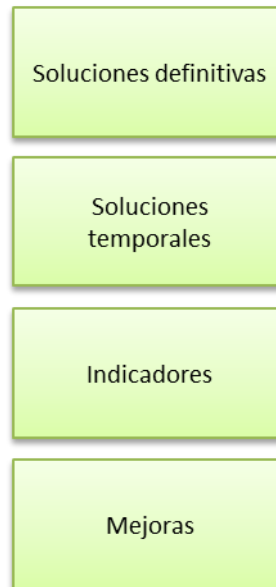 Soluciones definitivas
Soluciones
temporales
Indicadores
Mejoras